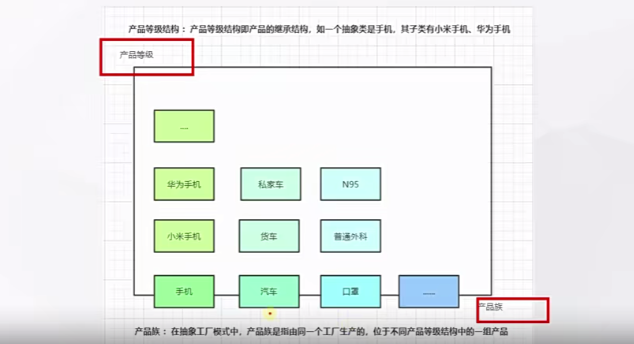 产品等级结构： 产品等级结构即产品的继承结构，如一个抽象类是手机，其子类有小米手机、华为手机
产品等级
....
华为手机 私家车 N95
小米手机 货车 普通外科
手机 汽车 口罩 ......
产品族
产品族： 在抽象工厂模式中，产品族是指由同一个工厂生产的，位于不同产品等级结构中的一组产品